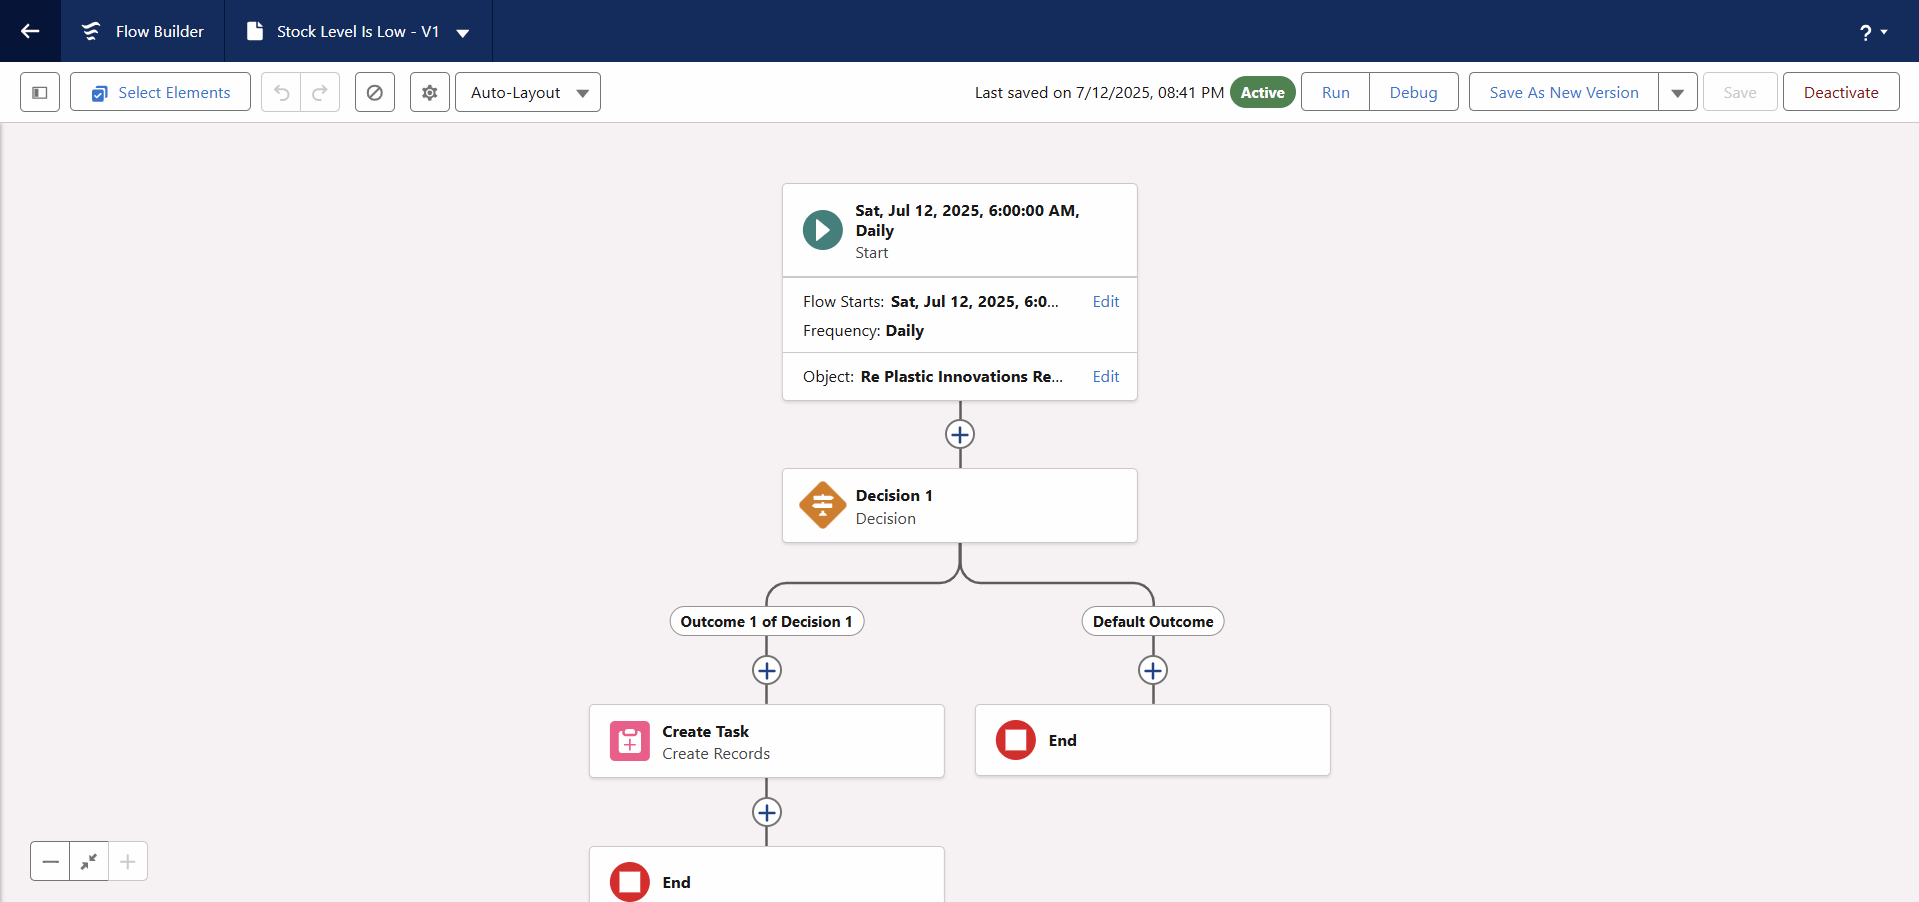 Flow Builder
Stock Level Is Low - V1
?
Select Elements
Auto-Layout
Last saved on 7/12/2025, 08:41 PM
Active
Run
Debug
Save As New Version
Save
Deactivate
Sat, Jul 12, 2025, 6:00:00 AM,
Daily
Start
Flow Starts: Sat, Jul 12, 2025, 6:0...
Edit
Frequency: Daily
Object: Re Plastic Innovations Re...
Edit
Decision 1
Decision
Outcome 1 of Decision 1
Default Outcome
Create Task
Create Records
End
End